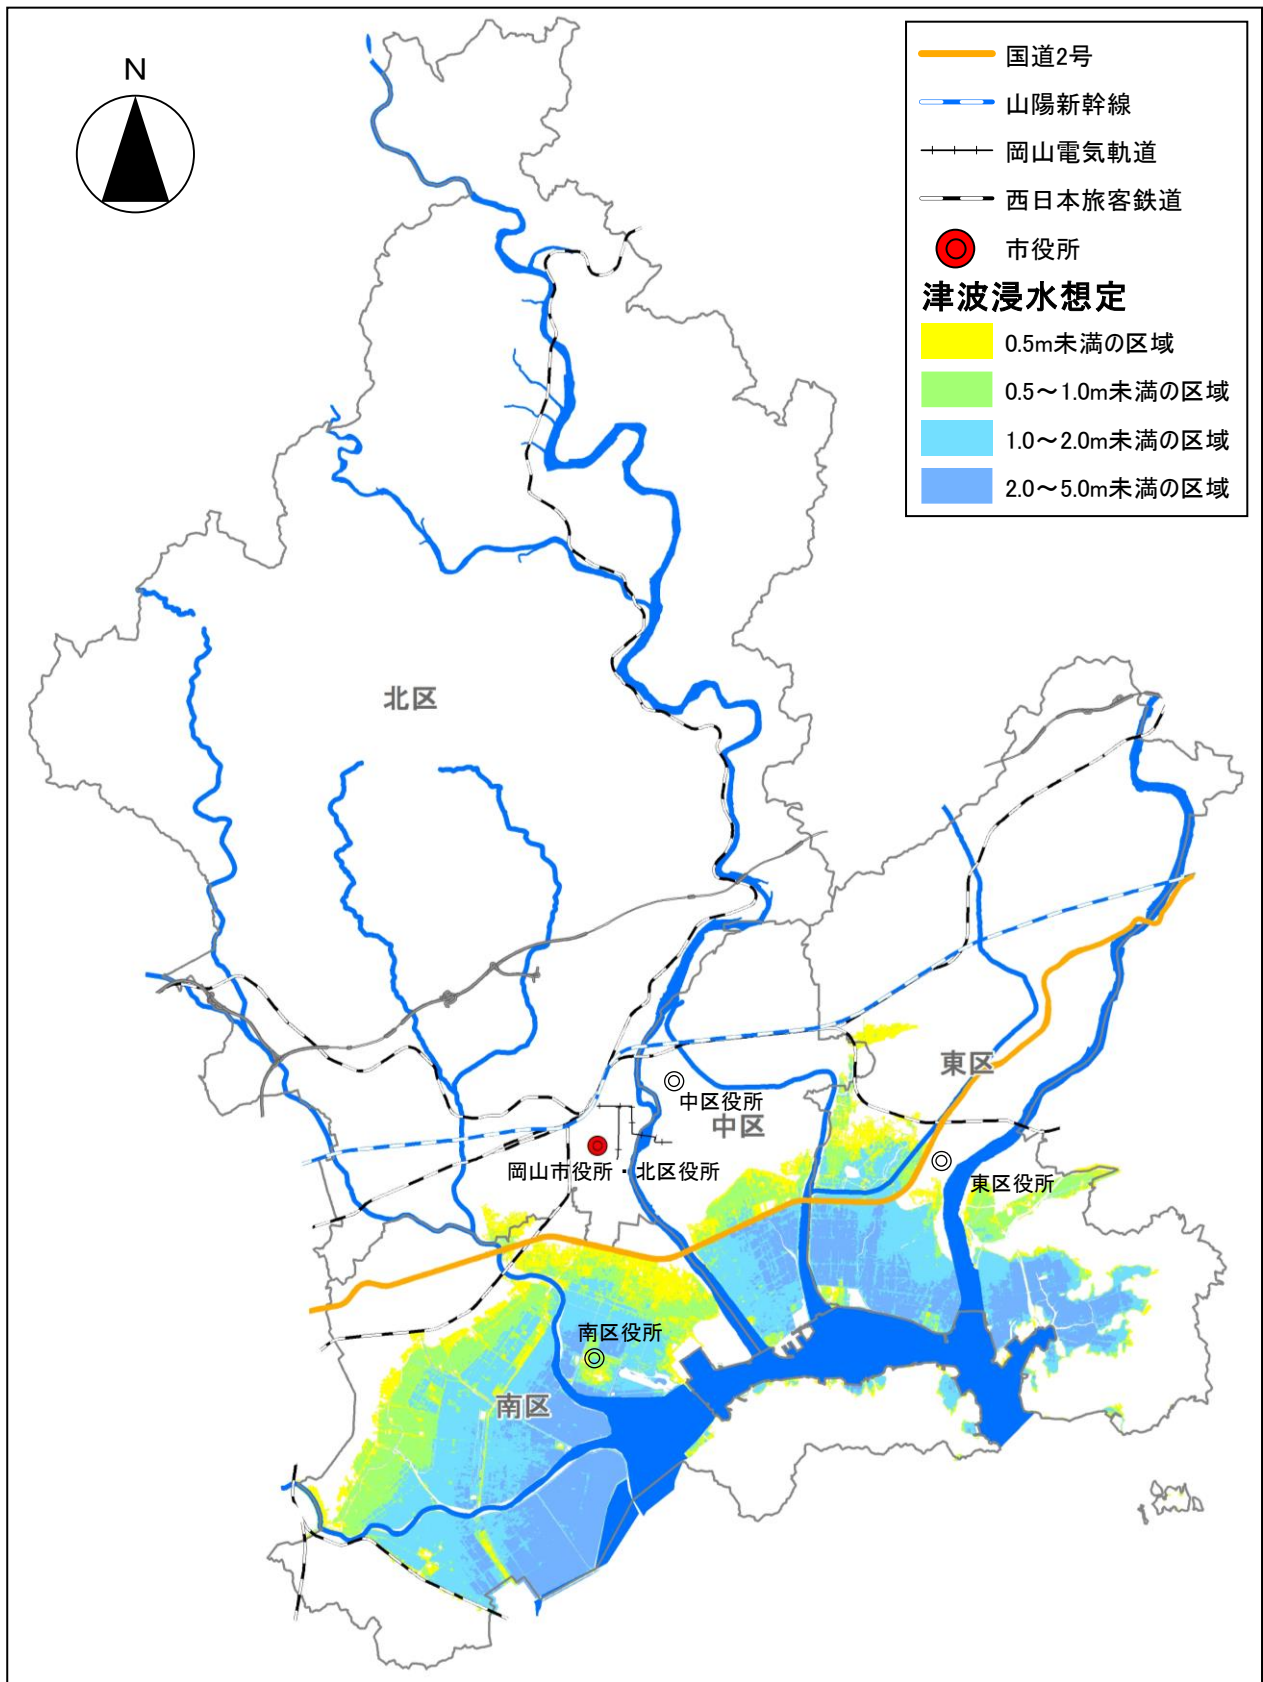 N
国道2号
山陽新幹線
岡山電気軌道
西日本旅客鉄道
市役所
津波浸水想定
0.5m未満の区域
0.5～1.0m未満の区域
1.0～2.0m未満の区域
2.0～5.0m未満の区域
北区
東区
中区役所
中区
岡山市役所・北区役所
東区役所
南区役所
南区